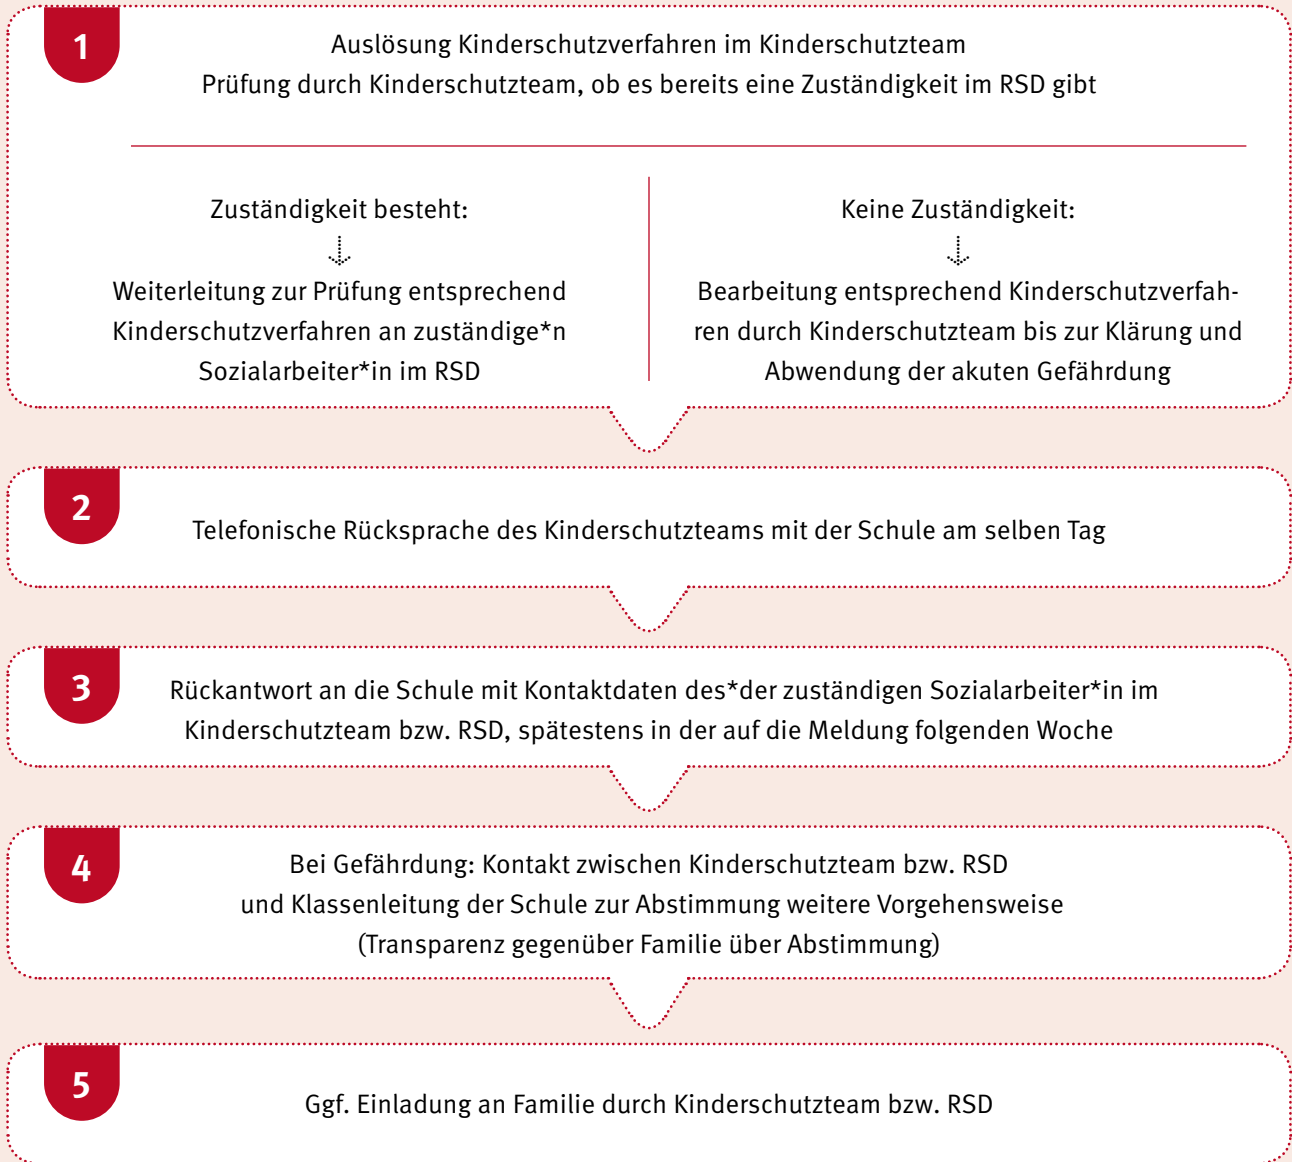 1
Auslösung Kinderschutzverfahren im Kinderschutzteam
Prüfung durch Kinderschutzteam, ob es bereits eine Zuständigkeit im RSD gibt
Zuständigkeit besteht:
Weiterleitung zur Prüfung entsprechend
Kinderschutzverfahren an zuständige*n
Sozialarbeiter*in im RSD
Keine Zuständigkeit:
Bearbeitung entsprechend Kinderschutzverfah-
ren durch Kinderschutzteam bis zur Klärung und
Abwendung der akuten Gefährdung
2
Telefonische Rücksprache des Kinderschutzteams mit der Schule am selben Tag
3
Rückantwort an die Schule mit Kontaktdaten des*der zuständigen Sozialarbeiter*in im
Kinderschutzteam bzw. RSD, spätestens in der auf die Meldung folgenden Woche
4
Bei Gefährdung: Kontakt zwischen Kinderschutzteam bzw. RSD
und Klassenleitung der Schule zur Abstimmung weitere Vorgehensweise
(Transparenz gegenüber Familie über Abstimmung)
5
Ggf. Einladung an Familie durch Kinderschutzteam bzw. RSD